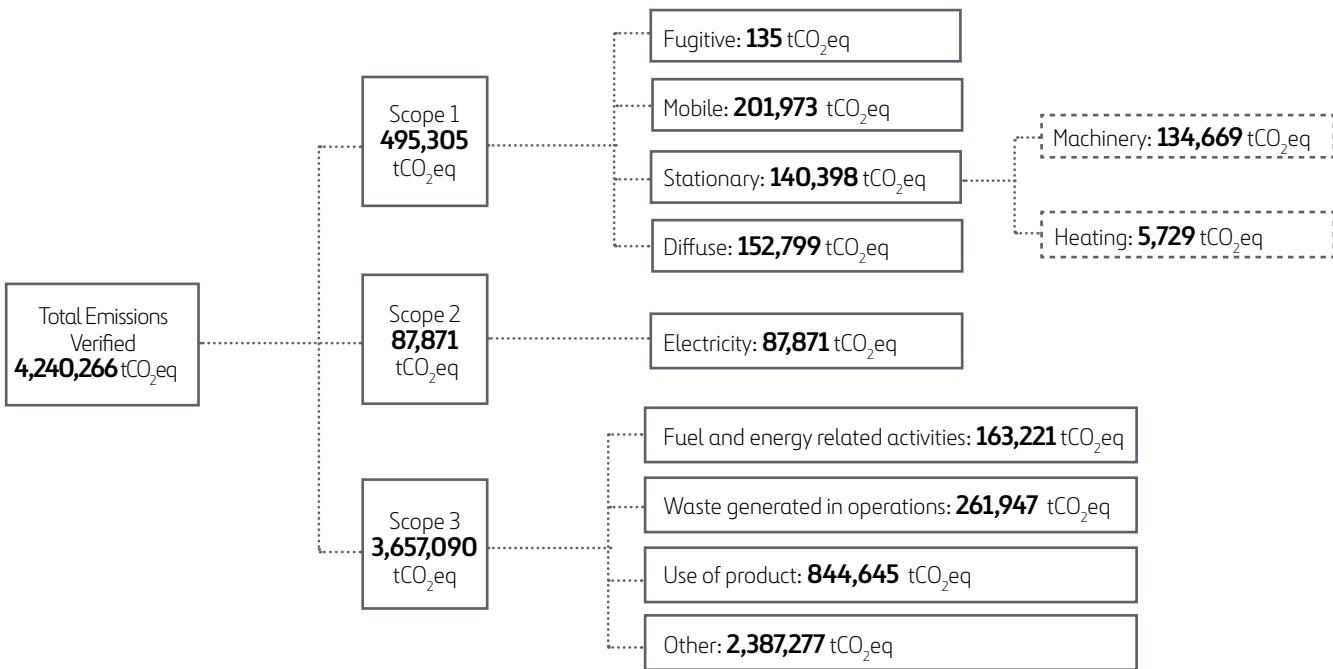 Total Emissions
Verified
4,240,266 tCO₂eq
Scope 1
495,305
tCO₂eq
Fugitive: 135 tCO₂eq
Mobile: 201,973 tCO₂eq
Stationary: 140,398 tCO₂eq
Machinery: 134,669 tCO₂eq
Heating: 5,729 tCO₂eq
Diffuse: 152,799 tCO₂eq
Scope 2
87,871
tCO₂eq
Electricity: 87,871 tCO₂eq
Scope 3
3,657,090
tCO₂eq
Fuel and energy related activities: 163,221 tCO₂eq
Waste generated in operations: 261,947 tCO₂eq
Use of product: 844,645 tCO₂eq
Other: 2,387,277 tCO₂eq